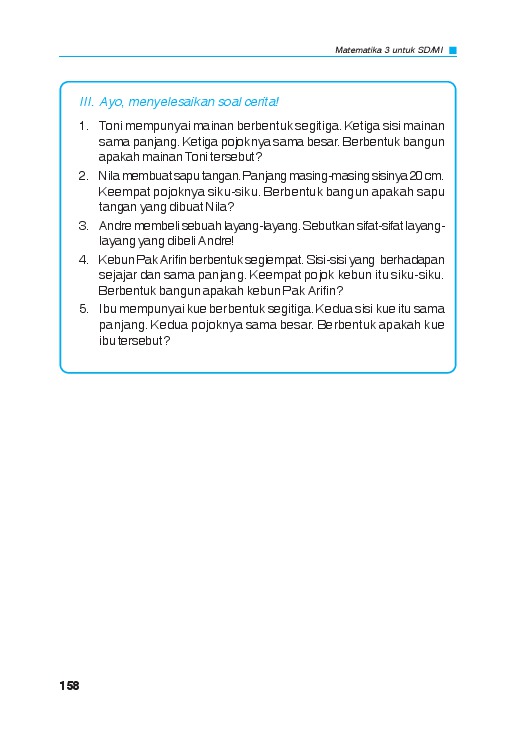 Matematika 3 untuk SD/MI
III. Ayo, menyelesaikan soal cerita!
1. Toni mempunyai mainan berbentuk segitiga. Ketiga sisi mainan
sama panjang. Ketiga pojoknya sama besar. Berbentuk bangun
apakah mainan Toni tersebut?
2. Nila membuat sapu tangan. Panjang masing-masing sisinya 20 cm.
Keempat pojoknya siku-siku. Berbentuk bangun apakah sapu
tangan yang dibuat Nila?
3. Andre membeli sebuah layang-layang. Sebutkan sifat-sifat layang-
layang yang dibeli Andre!
4. Kebun Pak Arifin berbentuk segiempat. Sisi-sisi yang berhadapan
sejajar dan sama panjang. Keempat pojok kebun itu siku-siku.
Berbentuk bangun apakah kebun Pak Arifin?
5. Ibu mempunyai kue berbentuk segitiga. Kedua sisi kue itu sama
panjang. Kedua pojoknya sama besar. Berbentuk apakah kue
ibu tersebut?
158